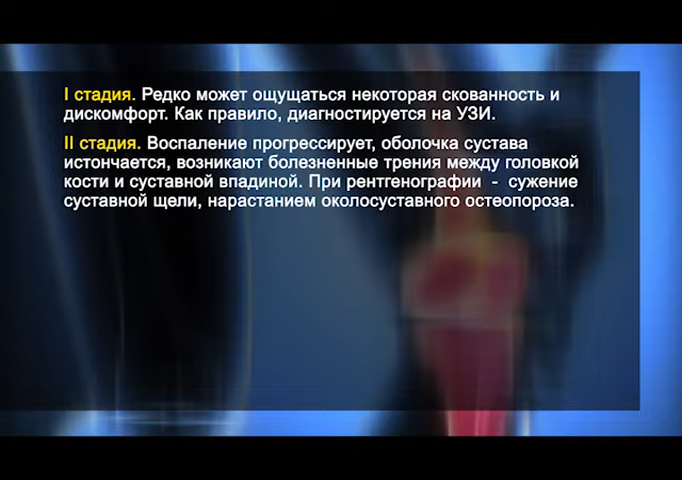 I стадия. Редко может ощущаться некоторая скованность и
дискомфорт. Как правило, диагностируется на УЗИ.
II стадия. Воспаление прогрессирует, оболочка сустава
истончается, возникают болезненные трения между головкой
кости и суставной впадиной. При рентгенографии - сужение
суставной щели, нарастанием околосуставного остеопороза.